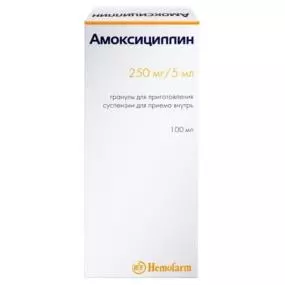 Амоксициллин
250 мг/5 мл
гранулы для приготовления
суспензии для приема внутрь
100 мл
Hemofarm